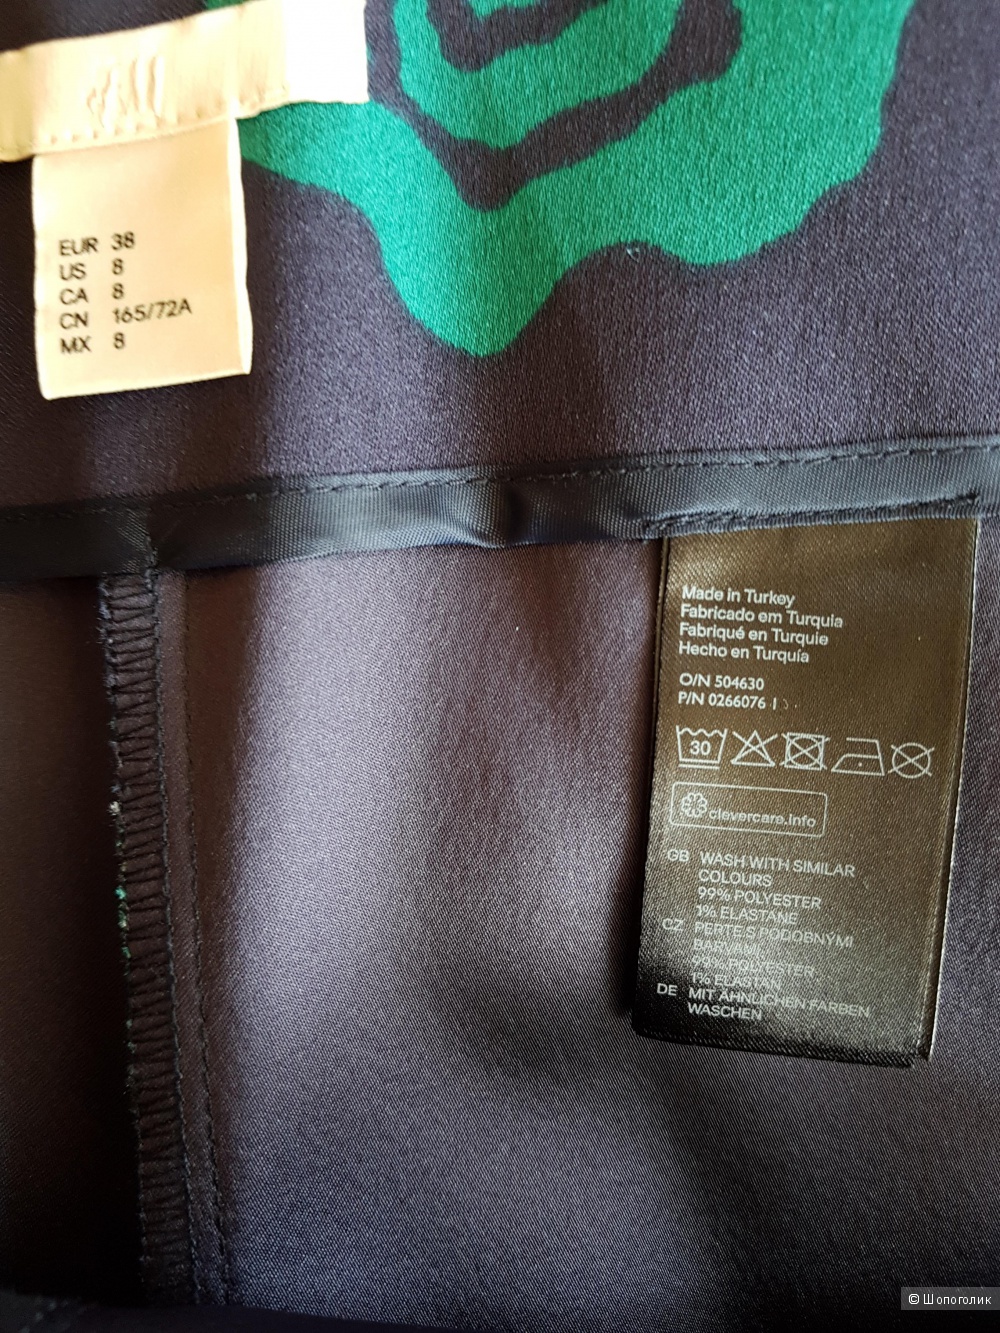 H&M
EUR 38
US 8
CA 8
CN 165/72A
MX 8
Made in Turkey
Fabricado em Turquia
Fabriqué en Turquie
Hecho en Turquía
O/N 504630
P/N 0266076 1
30
clevercare.info
GB WASH WITH SIMILAR
COLOURS
99% POLYESTER
1% ELASTANE
CZ PERTE S PODOBNÝMI
BARVAMI
99% POLYESTER
1% ELASTAN
DE MIT ÄHNLICHEN FARBEN
WASCHEN
© Шопоголик